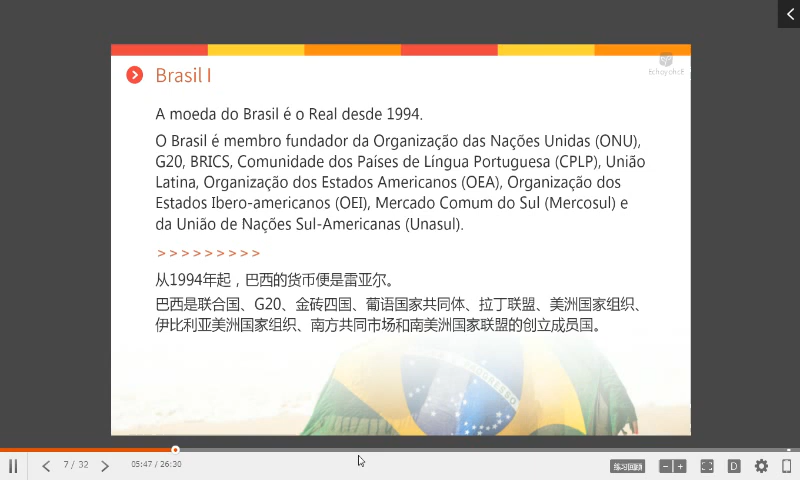 Brasil I
EchoyohcE
A moeda do Brasil é o Real desde 1994.
O Brasil é membro fundador da Organização das Nações Unidas (ONU),
G20, BRICS, Comunidade dos Países de Língua Portuguesa (CPLP), União
Latina, Organização dos Estados Americanos (OEA), Organização dos
Estados Ibero-americanos (OEI), Mercado Comum do Sul (Mercosul) e
da União de Nações Sul-Americanas (Unasul).
>>>>>>>>>
从1994年起，巴西的货币便是雷亚尔。
巴西是联合国、G20、金砖四国、葡语国家共同体、拉丁联盟、美洲国家组织、
伊比利亚美洲国家组织、南方共同市场和南美洲国家联盟的创立成员国。
7 / 32
05:47 / 26:30
练习回顾
D